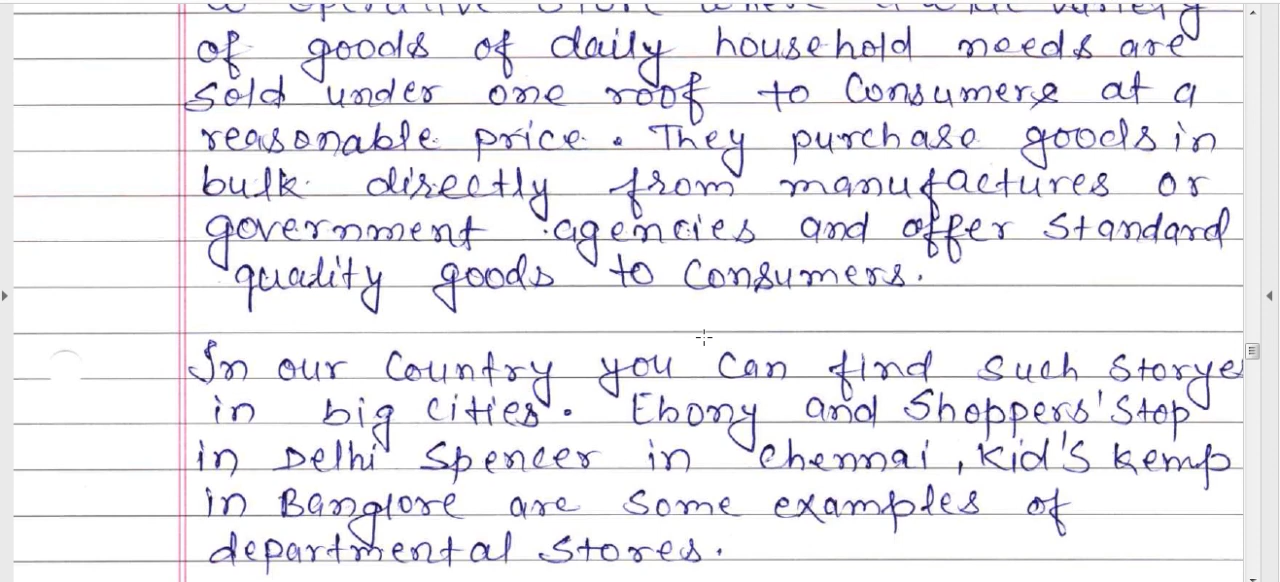 of goods of daily household needs are
sold under one roof to Consumers at a
reasonable price. They purchase goods in
bulk directly from manufactures or
government agencies and offer standard
quality goods to Consumers.
In our Country you can find such storye
in big cities. Ebony and Shoppers' Stop
in Delhi Spencer in Chennai, Kid's Kemp
in Banglore are some examples of
departmental stores.